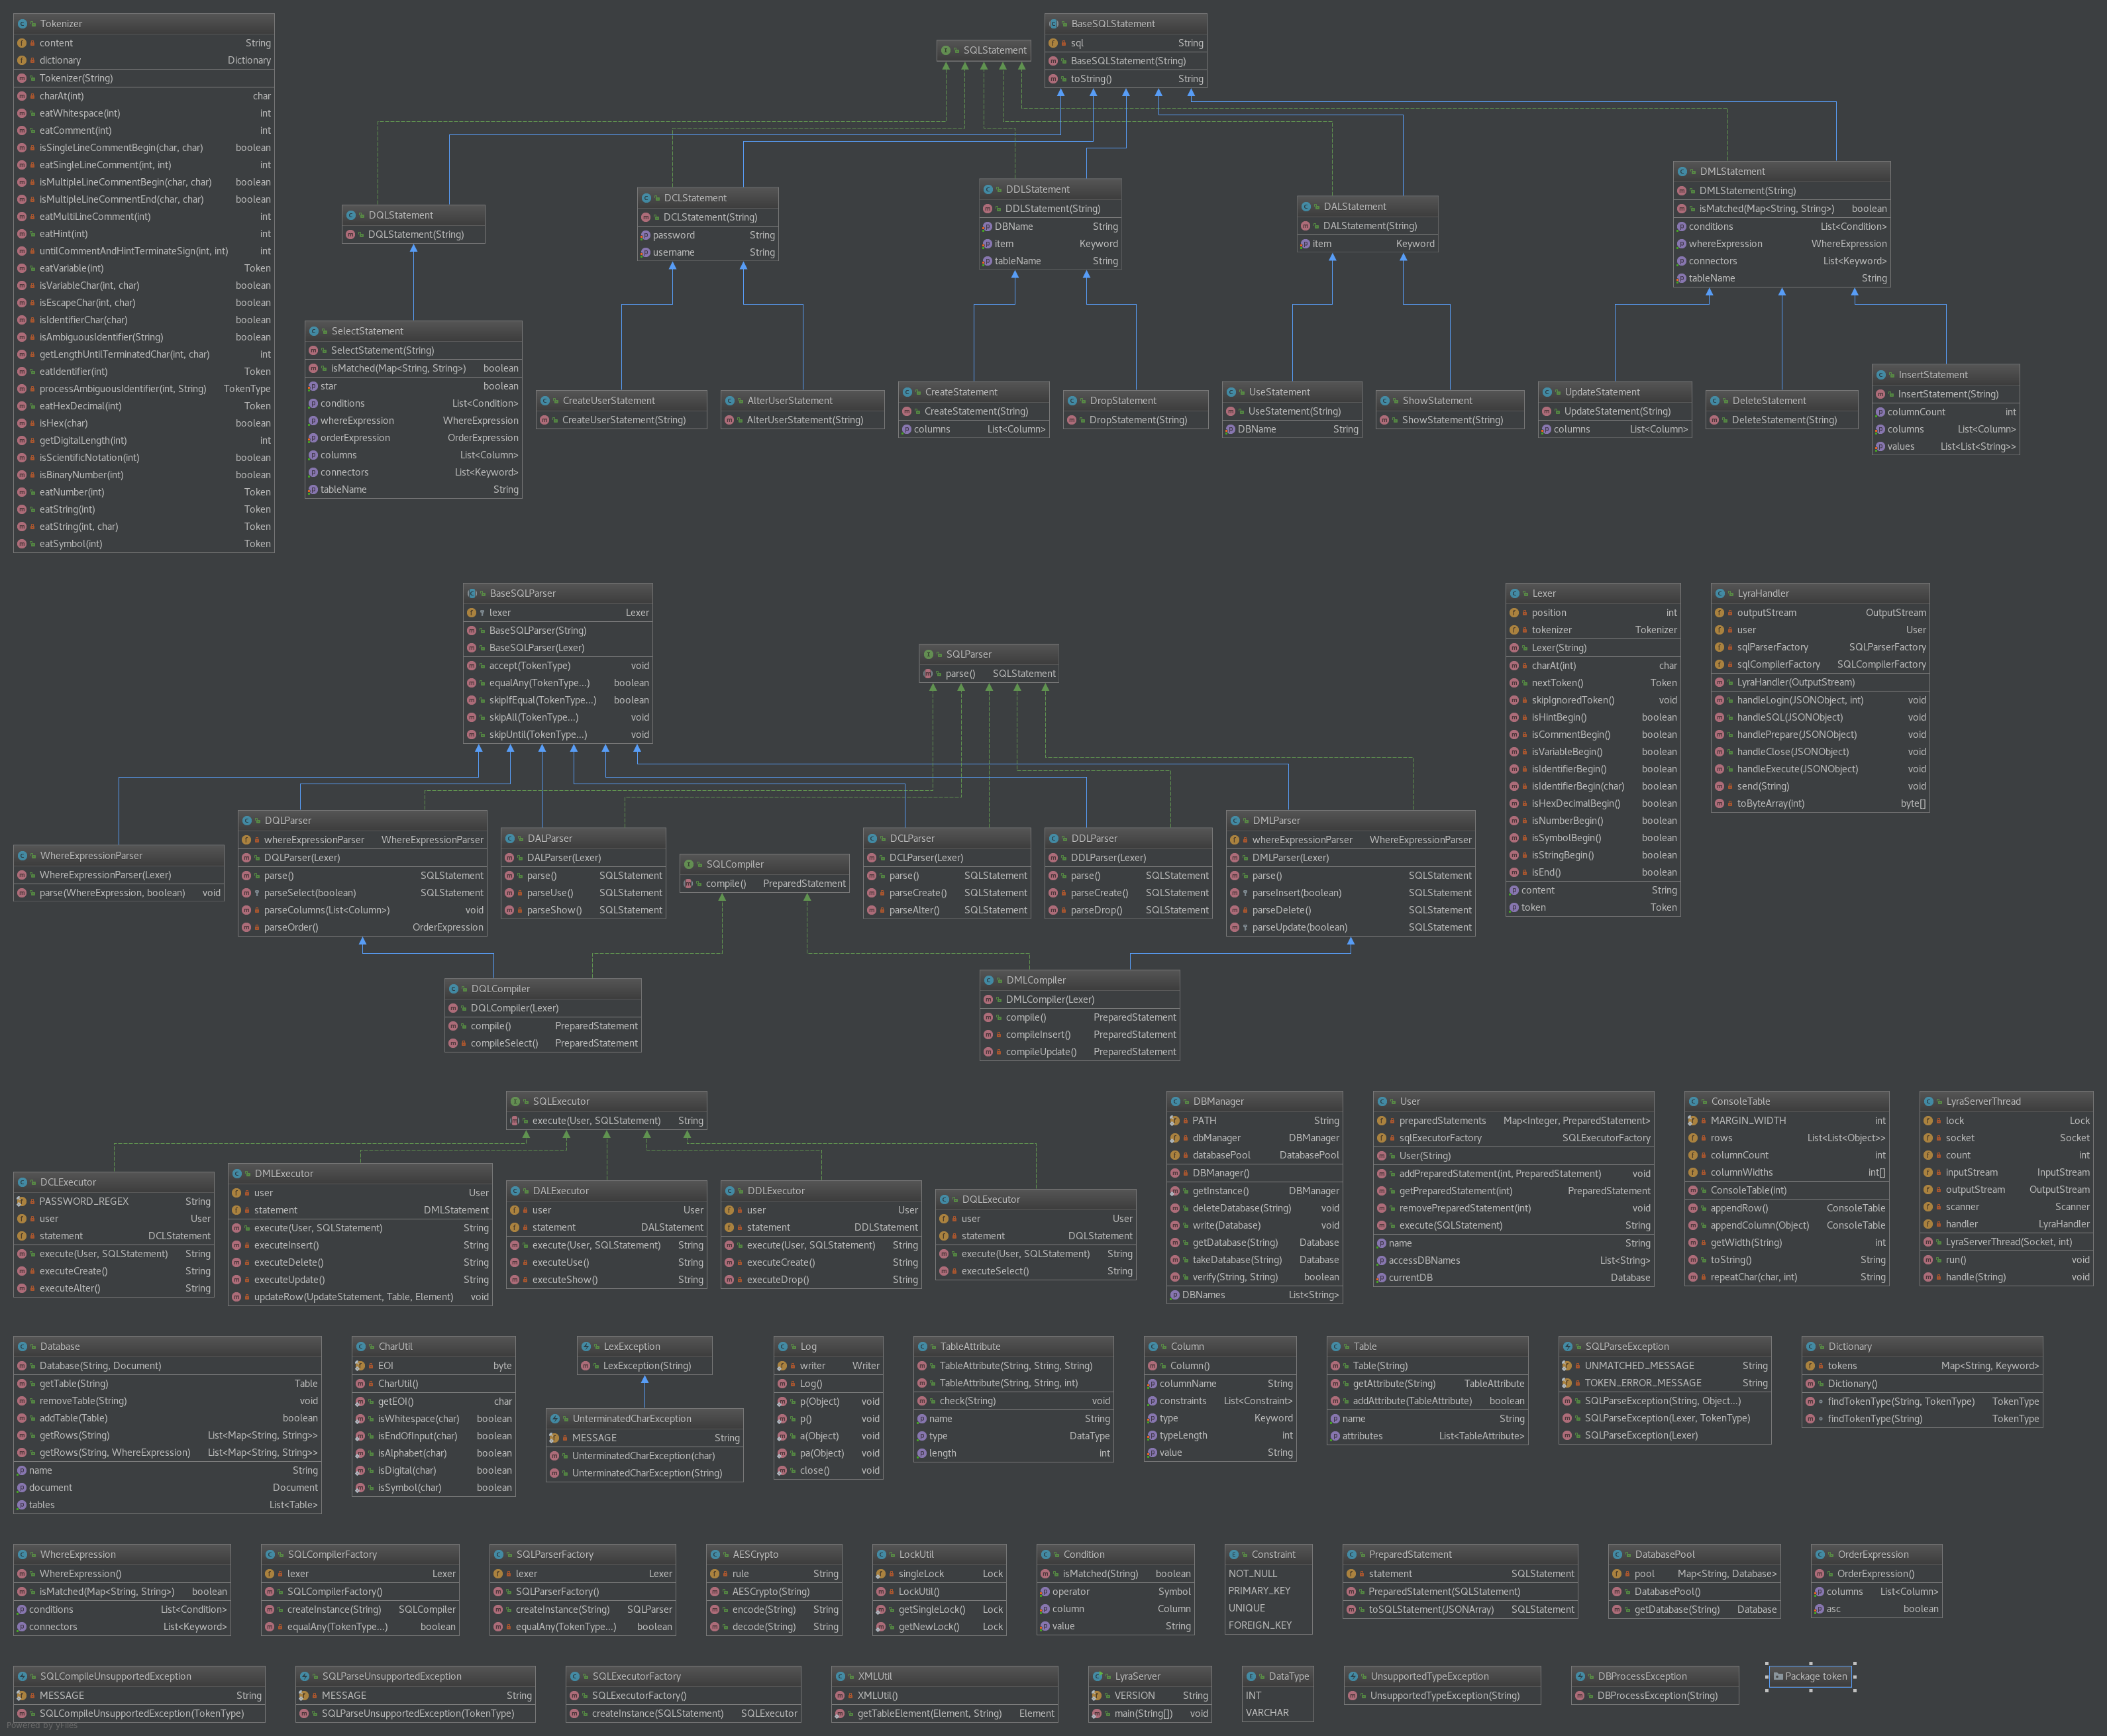 Tokenizer
content String
dictionary Dictionary
Tokenizer(String)
charAt(int) char
eatWhitespace(int) int
eatComment(int) int
isSingleLineCommentBegin(char, char) boolean
eatSingleLineComment(int, int) int
isMultipleLineCommentBegin(char, char) boolean
isMultipleLineCommentEnd(char, char) boolean
eatMultiLineComment(int) int
eatHint(int) int
untilCommentAndHintTerminateSign(int, int) int
eatVariable(int) Token
isVariableChar(int, char) boolean
isEscapeChar(int, char) boolean
isIdentifierChar(char) boolean
isAmbiguousIdentifier(String) boolean
getLengthUntilTerminatedChar(int, char) int
eatIdentifier(int) Token
processAmbiguousIdentifier(int, String) TokenType
eatHexDecimal(int) Token
isHex(char) boolean
getDigitalLength(int) int
isScientificNotation(int) boolean
isBinaryNumber(int) boolean
eatNumber(int) Token
eatString(int) Token
eatString(int, char) Token
eatSymbol(int) Token
SQLStatement
BaseSQLStatement
sql String
BaseSQLStatement(String)
toString() String
DQLStatement
DQLStatement(String)
DCLStatement
DCLStatement(String)
password String
username String
DDLStatement
DDLStatement(String)
DBName String
item Keyword
tableName String
DALStatement
DALStatement(String)
item Keyword
DMLStatement
DMLStatement(String)
isMatched(Map<String, String>) boolean
conditions List<Condition>
whereExpression WhereExpression
connectors List<Keyword>
tableName String
SelectStatement
SelectStatement(String)
isMatched(Map<String, String>) boolean
star boolean
conditions List<Condition>
whereExpression WhereExpression
orderExpression OrderExpression
columns List<Column>
connectors List<Keyword>
tableName String
CreateUserStatement
CreateUserStatement(String)
AlterUserStatement
AlterUserStatement(String)
CreateStatement
CreateStatement(String)
columns List<Column>
DropStatement
DropStatement(String)
UseStatement
UseStatement(String)
DBName String
ShowStatement
ShowStatement(String)
UpdateStatement
UpdateStatement(String)
columns List<Column>
DeleteStatement
DeleteStatement(String)
InsertStatement
InsertStatement(String)
columnCount int
columns List<Column>
values List<List<String>>
BaseSQLParser
lexer Lexer
BaseSQLParser(String)
BaseSQLParser(Lexer)
accept(TokenType) void
equalAny(TokenType...) boolean
skipIfEqual(TokenType...) boolean
skipAll(TokenType...) void
skipUntil(TokenType...) void
SQLParser
parse() SQLStatement
Lexer
position int
tokenizer Tokenizer
Lexer(String)
charAt(int) char
nextToken() Token
skipIgnoredToken() void
isHintBegin() boolean
isCommentBegin() boolean
isVariableBegin() boolean
isIdentifierBegin() boolean
isIdentifierBegin(char) boolean
isHexDecimalBegin() boolean
isNumberBegin() boolean
isSymbolBegin() boolean
isStringBegin() boolean
isEnd() boolean
content String
token Token
LyraHandler
outputStream OutputStream
user User
sqlParserFactory SQLParserFactory
sqlCompilerFactory SQLCompilerFactory
LyraHandler(OutputStream)
handleLogin(JSONObject, int) void
handleSQL(JSONObject) void
handlePrepare(JSONObject) void
handleClose(JSONObject) void
handleExecute(JSONObject) void
send(String) void
toByteArray(int) byte[]
WhereExpressionParser
WhereExpressionParser(Lexer)
parse(WhereExpression, boolean) void
DQLParser
whereExpressionParser WhereExpressionParser
DQLParser(Lexer)
parse() SQLStatement
parseSelect(boolean) SQLStatement
parseColumns(List<Column>) void
parseOrder() OrderExpression
DALParser
DALParser(Lexer)
parse() SQLStatement
parseUse() SQLStatement
parseShow() SQLStatement
SQLCompiler
compile() PreparedStatement
DCLParser
DCLParser(Lexer)
parse() SQLStatement
parseCreate() SQLStatement
parseAlter() SQLStatement
DDLParser
DDLParser(Lexer)
parse() SQLStatement
parseCreate() SQLStatement
parseDrop() SQLStatement
DMLParser
whereExpressionParser WhereExpressionParser
DMLParser(Lexer)
parse() SQLStatement
parseInsert(boolean) SQLStatement
parseDelete() SQLStatement
parseUpdate(boolean) SQLStatement
DQLCompiler
DQLCompiler(Lexer)
compile() PreparedStatement
compileSelect() PreparedStatement
DMLCompiler
DMLCompiler(Lexer)
compile() PreparedStatement
compileInsert() PreparedStatement
compileUpdate() PreparedStatement
SQLExecutor
execute(User, SQLStatement) String
DCLExecutor
PASSWORD_REGEX String
user User
statement DCLStatement
execute(User, SQLStatement) String
executeCreate() String
executeAlter() String
DMLExecutor
user User
statement DMLStatement
execute(User, SQLStatement) String
executeInsert() String
executeDelete() String
executeUpdate() String
updateRow(UpdateStatement, Table, Element) void
DALExecutor
user User
statement DALStatement
execute(User, SQLStatement) String
executeUse() String
executeShow() String
DDLExecutor
user User
statement DDLStatement
execute(User, SQLStatement) String
executeCreate() String
executeDrop() String
DQLExecutor
user User
statement DQLStatement
execute(User, SQLStatement) String
executeSelect() String
DBManager
PATH String
dbManager DBManager
databasePool DatabasePool
DBManager()
getInstance() DBManager
deleteDatabase(String) void
write(Database) void
getDatabase(String) Database
takeDatabase(String) Database
verify(String, String) boolean
DBNames List<String>
User
preparedStatements Map<Integer, PreparedStatement>
sqlExecutorFactory SQLExecutorFactory
User(String)
addPreparedStatement(int, PreparedStatement) void
getPreparedStatement(int) PreparedStatement
removePreparedStatement(int) void
execute(SQLStatement) String
name String
accessDBNames List<String>
currentDB Database
ConsoleTable
MARGIN_WIDTH int
rows List<List<Object>>
columnCount int
columnWidths int[]
ConsoleTable(int)
appendRow() ConsoleTable
appendColumn(Object) ConsoleTable
getWidth(String) int
toString() String
repeatChar(char, int) String
LyraServerThread
lock Lock
socket Socket
count int
inputStream InputStream
outputStream OutputStream
scanner Scanner
handler LyraHandler
LyraServerThread(Socket, int)
run() void
handle(String) void
Database
Database(String, Document)
getTable(String) Table
removeTable(String) void
addTable(Table) boolean
getRows(String) List<Map<String, String>>
getRows(String, WhereExpression) List<Map<String, String>>
name String
document Document
tables List<Table>
CharUtil
EOI byte
CharUtil()
getEOI() char
isWhitespace(char) boolean
isEndOfInput(char) boolean
isAlphabet(char) boolean
isDigital(char) boolean
isSymbol(char) boolean
LexException
LexException(String)
UnterminatedCharException
MESSAGE String
UnterminatedCharException(char)
UnterminatedCharException(String)
Log
writer Writer
Log()
p(Object) void
p() void
a(Object) void
pa(Object) void
close() void
TableAttribute
TableAttribute(String, String, String)
TableAttribute(String, String, int)
check(String) void
name String
type DataType
length int
Column
Column()
columnName String
constraints List<Constraint>
type Keyword
typeLength int
value String
Table
Table(String)
getAttribute(String) TableAttribute
addAttribute(TableAttribute) boolean
name String
attributes List<TableAttribute>
SQLParseException
UNMATCHED_MESSAGE String
TOKEN_ERROR_MESSAGE String
SQLParseException(String, Object...)
SQLParseException(Lexer, TokenType)
SQLParseException(Lexer)
Dictionary
tokens Map<String, Keyword>
Dictionary()
findTokenType(String, TokenType) TokenType
findTokenType(String) TokenType
WhereExpression
WhereExpression()
isMatched(Map<String, String>) boolean
conditions List<Condition>
connectors List<Keyword>
SQLCompilerFactory
lexer Lexer
SQLCompilerFactory()
createInstance(String) SQLCompiler
equalAny(TokenType...) boolean
SQLParserFactory
lexer Lexer
SQLParserFactory()
createInstance(String) SQLParser
equalAny(TokenType...) boolean
AESCrypto
rule String
AESCrypto(String)
encode(String) String
decode(String) String
LockUtil
singleLock Lock
LockUtil()
getSingleLock() Lock
getNewLock() Lock
Condition
isMatched(String) boolean
operator Symbol
column Column
value String
Constraint
NOT_NULL
PRIMARY_KEY
UNIQUE
FOREIGN_KEY
PreparedStatement
statement SQLStatement
PreparedStatement(SQLStatement)
toSQLStatement(JSONArray) SQLStatement
DatabasePool
pool Map<String, Database>
DatabasePool()
getDatabase(String) Database
OrderExpression
OrderExpression()
columns List<Column>
asc boolean
SQLCompileUnsupportedException
MESSAGE String
SQLCompileUnsupportedException(TokenType)
SQLParseUnsupportedException
MESSAGE String
SQLParseUnsupportedException(TokenType)
SQLExecutorFactory
SQLExecutorFactory()
createInstance(SQLStatement) SQLExecutor
XMLUtil
XMLUtil()
getTableElement(Element, String) Element
LyraServer
VERSION String
main(String[]) void
DataType
INT
VARCHAR
UnsupportedTypeException
UnsupportedTypeException(String)
DBProcessException
DBProcessException(String)
Package token
Powered by yFiles